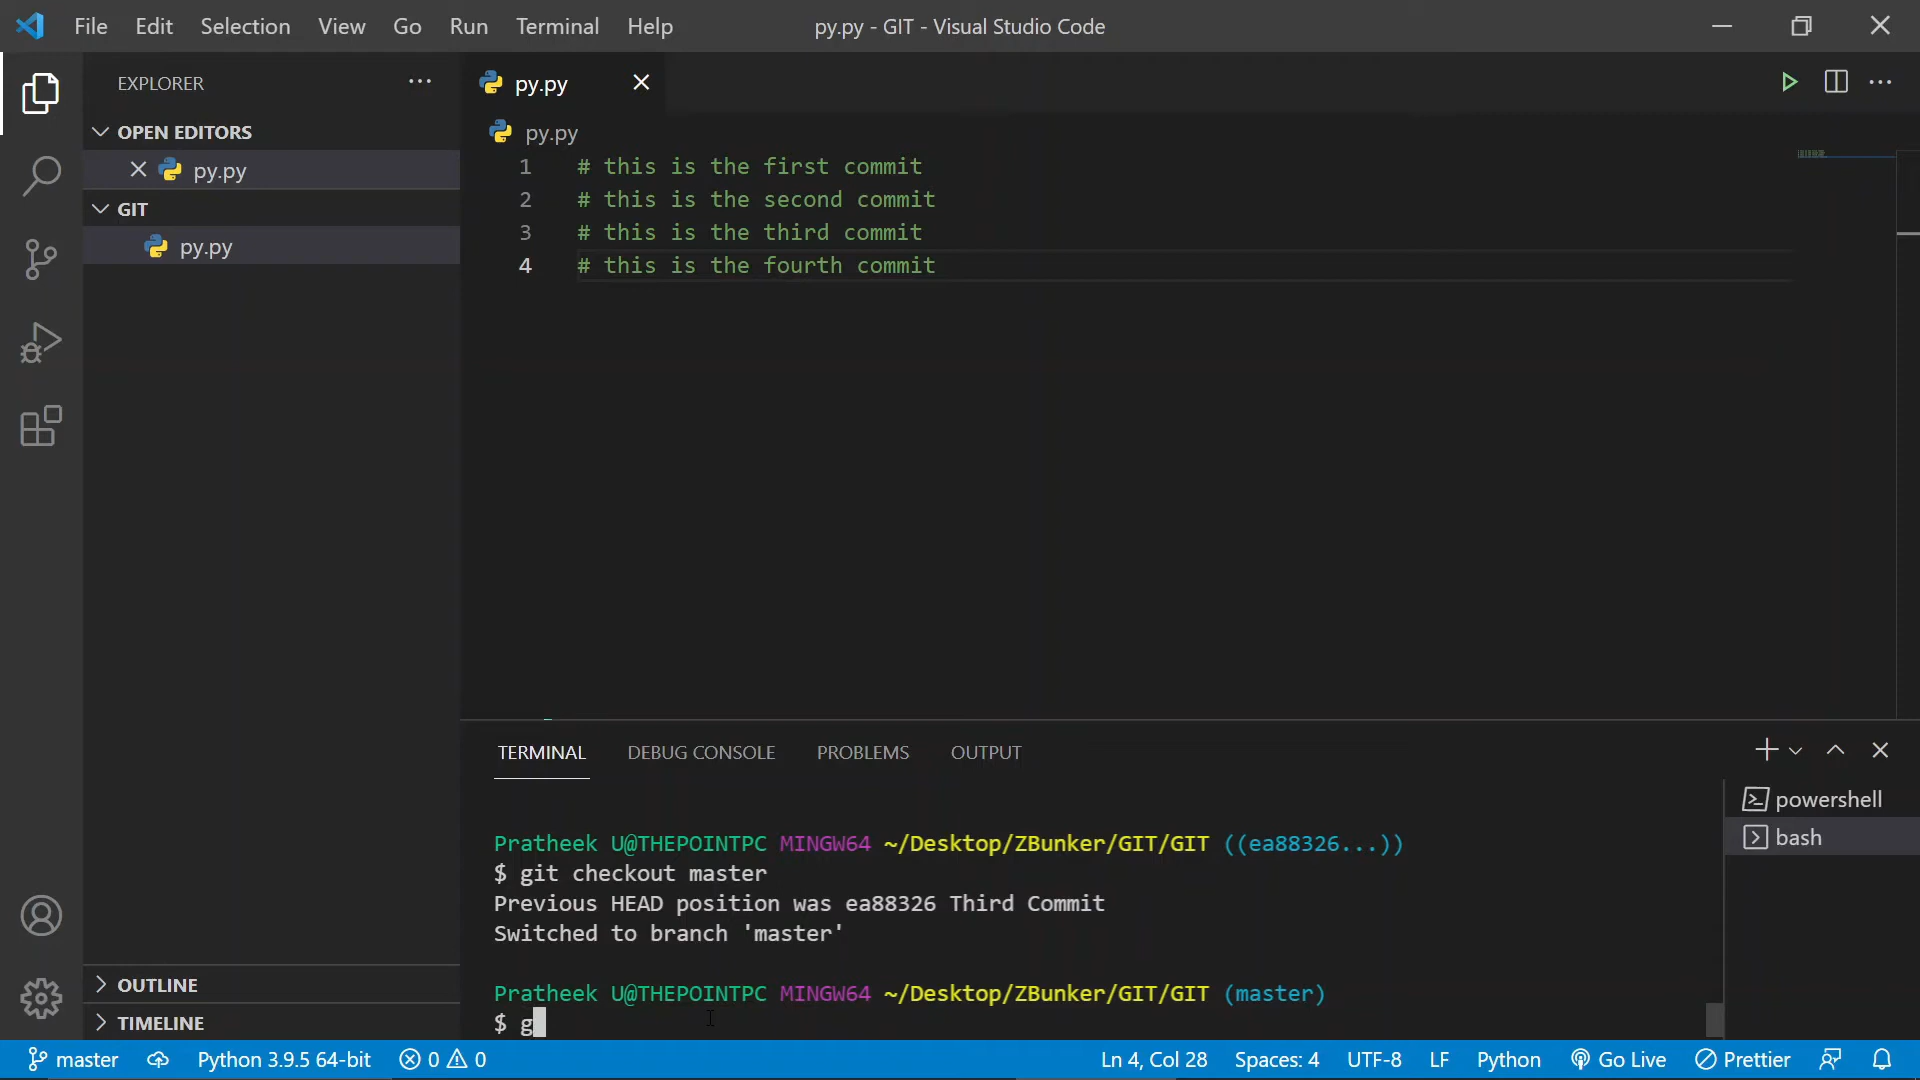 File Edit Selection View Go Run Terminal Help py.py - GIT - Visual Studio Code
EXPLORER
OPEN EDITORS
py.py
GIT
py.py
OUTLINE
TIMELINE
py.py
py.py
1 # this is the first commit
2 # this is the second commit
3 # this is the third commit
4 # this is the fourth commit
TERMINAL DEBUG CONSOLE PROBLEMS OUTPUT
Pratheek U@THEPOINTPC MINGW64 ~/Desktop/ZBunker/GIT/GIT ((ea88326...))
$ git checkout master
Previous HEAD position was ea88326 Third Commit
Switched to branch 'master'
Pratheek U@THEPOINTPC MINGW64 ~/Desktop/ZBunker/GIT/GIT (master)
$ g
powershell
bash
master Python 3.9.5 64-bit 0 0 Ln 4, Col 28 Spaces: 4 UTF-8 LF Python Go Live Prettier